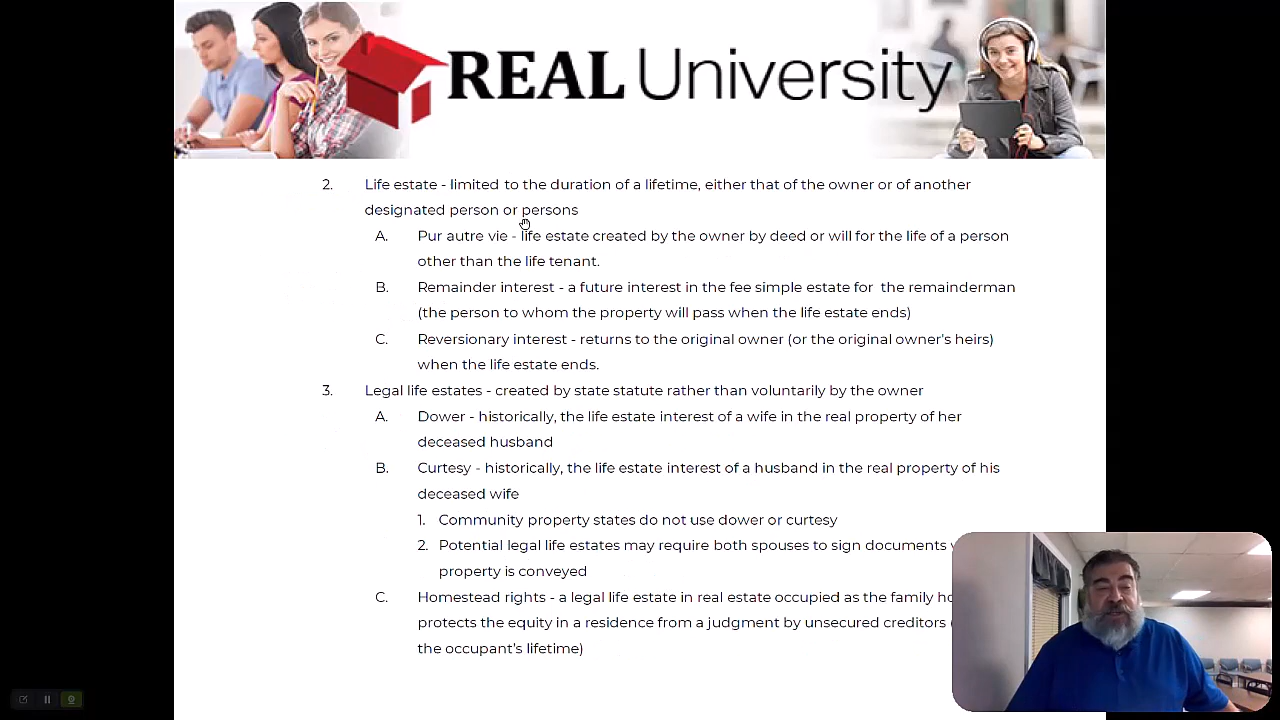 REAL University
2. Life estate - limited to the duration of a lifetime, either that of the owner or of another
designated person or persons
A. Pur autre vie - life estate created by the owner by deed or will for the life of a person
other than the life tenant.
B. Remainder interest - a future interest in the fee simple estate for the remainderman
(the person to whom the property will pass when the life estate ends)
C. Reversionary interest - returns to the original owner (or the original owner's heirs)
when the life estate ends.
3. Legal life estates - created by state statute rather than voluntarily by the owner
A. Dower - historically, the life estate interest of a wife in the real property of her
deceased husband
B. Curtesy - historically, the life estate interest of a husband in the real property of his
deceased wife
1. Community property states do not use dower or curtesy
2. Potential legal life estates may require both spouses to sign documents
property is conveyed
C. Homestead rights - a legal life estate in real estate occupied as the family
protects the equity in a residence from a judgment by unsecured creditors
the occupant's lifetime)